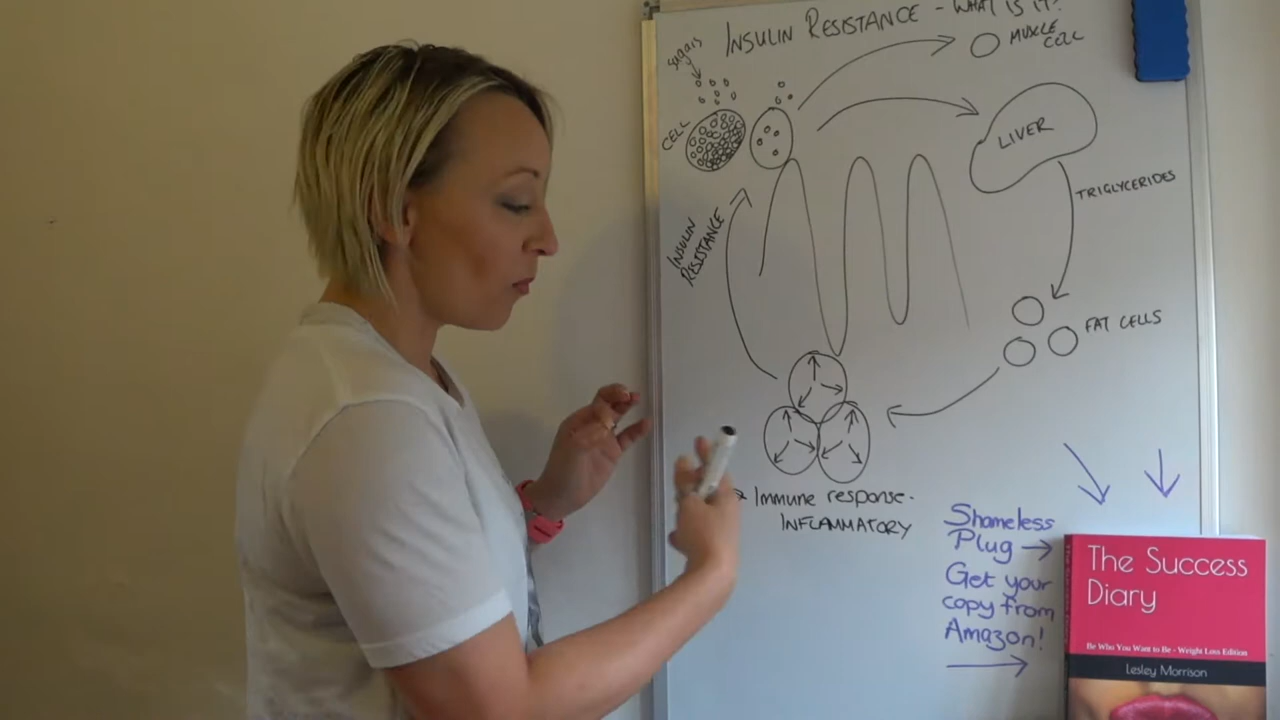 INSULIN RESISTANCE - WHAT IS IT?
Sugars
MUSCLE
CELL
CELL
LIVER
TRIGLYCERIDES
INSULIN
RESISTANCE
FAT CELLS
Immune response.
INFLAMMATORY
Shameless
Plug →
Get your
copy from
Amazon!
The Success
Diary
Be Who You Want to Be - Weight Loss Edition
Lesley Morrison